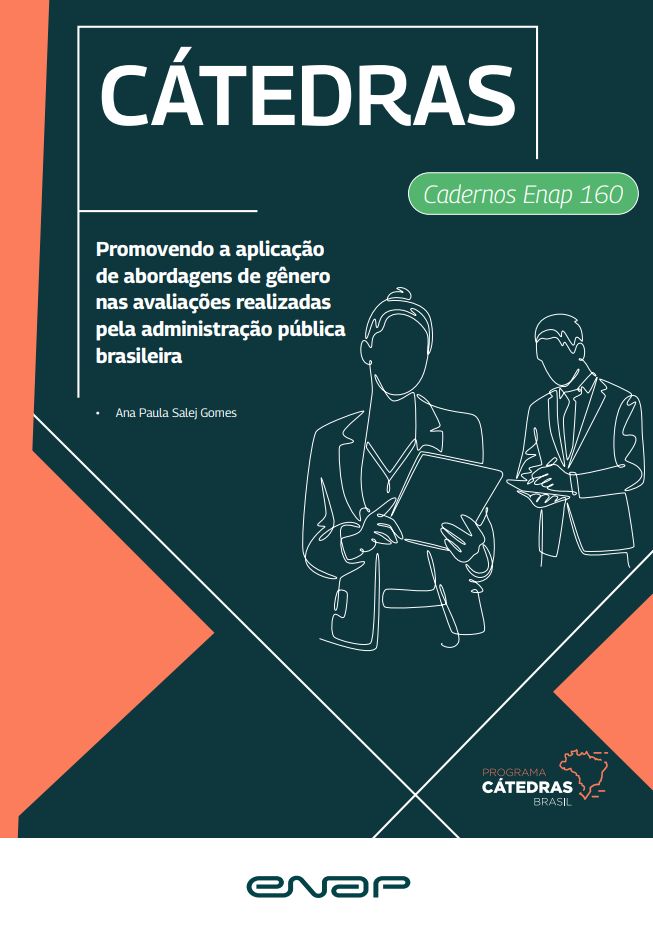 CÁTEDRAS
Cadernos Enap 160
Promovendo a aplicação
de abordagens de gênero
nas avaliações realizadas
pela administração pública
brasileira
• Ana Paula Salej Gomes
PROGRAMA
CÁTEDRAS
BRASIL
enap